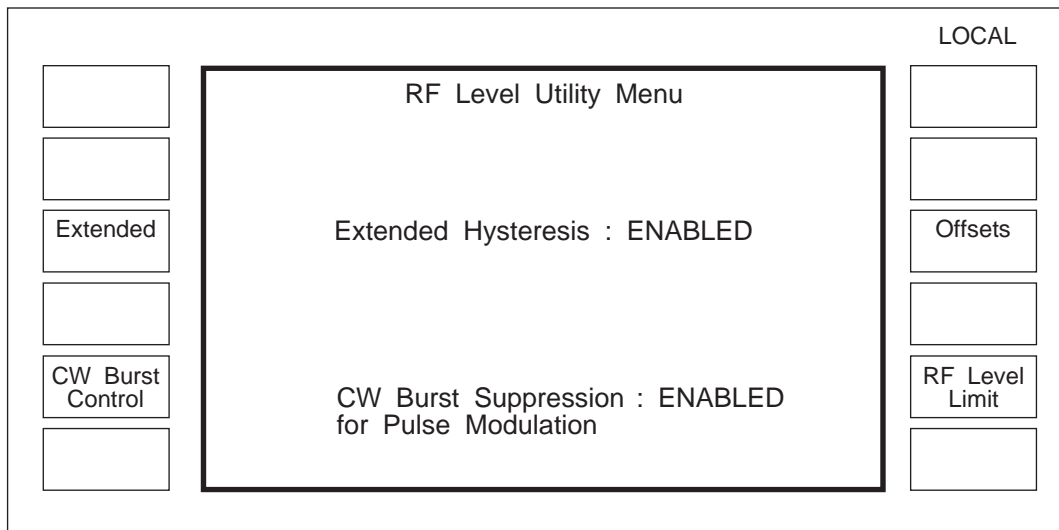 LOCAL
RF Level Utility Menu
Extended
Extended Hysteresis : ENABLED
Offsets
CW Burst
Control
CW Burst Suppression : ENABLED
for Pulse Modulation
RF Level
Limit